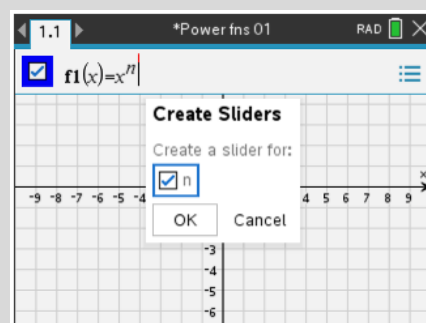 1.1 *Power fns 01 RAD
f1(x)=xⁿ
Create Sliders
Create a slider for:
n
x
-9 -8 -7 -6 -5 -4 4 5 6 7 8 9
OK Cancel
-3
-4
-5
-6